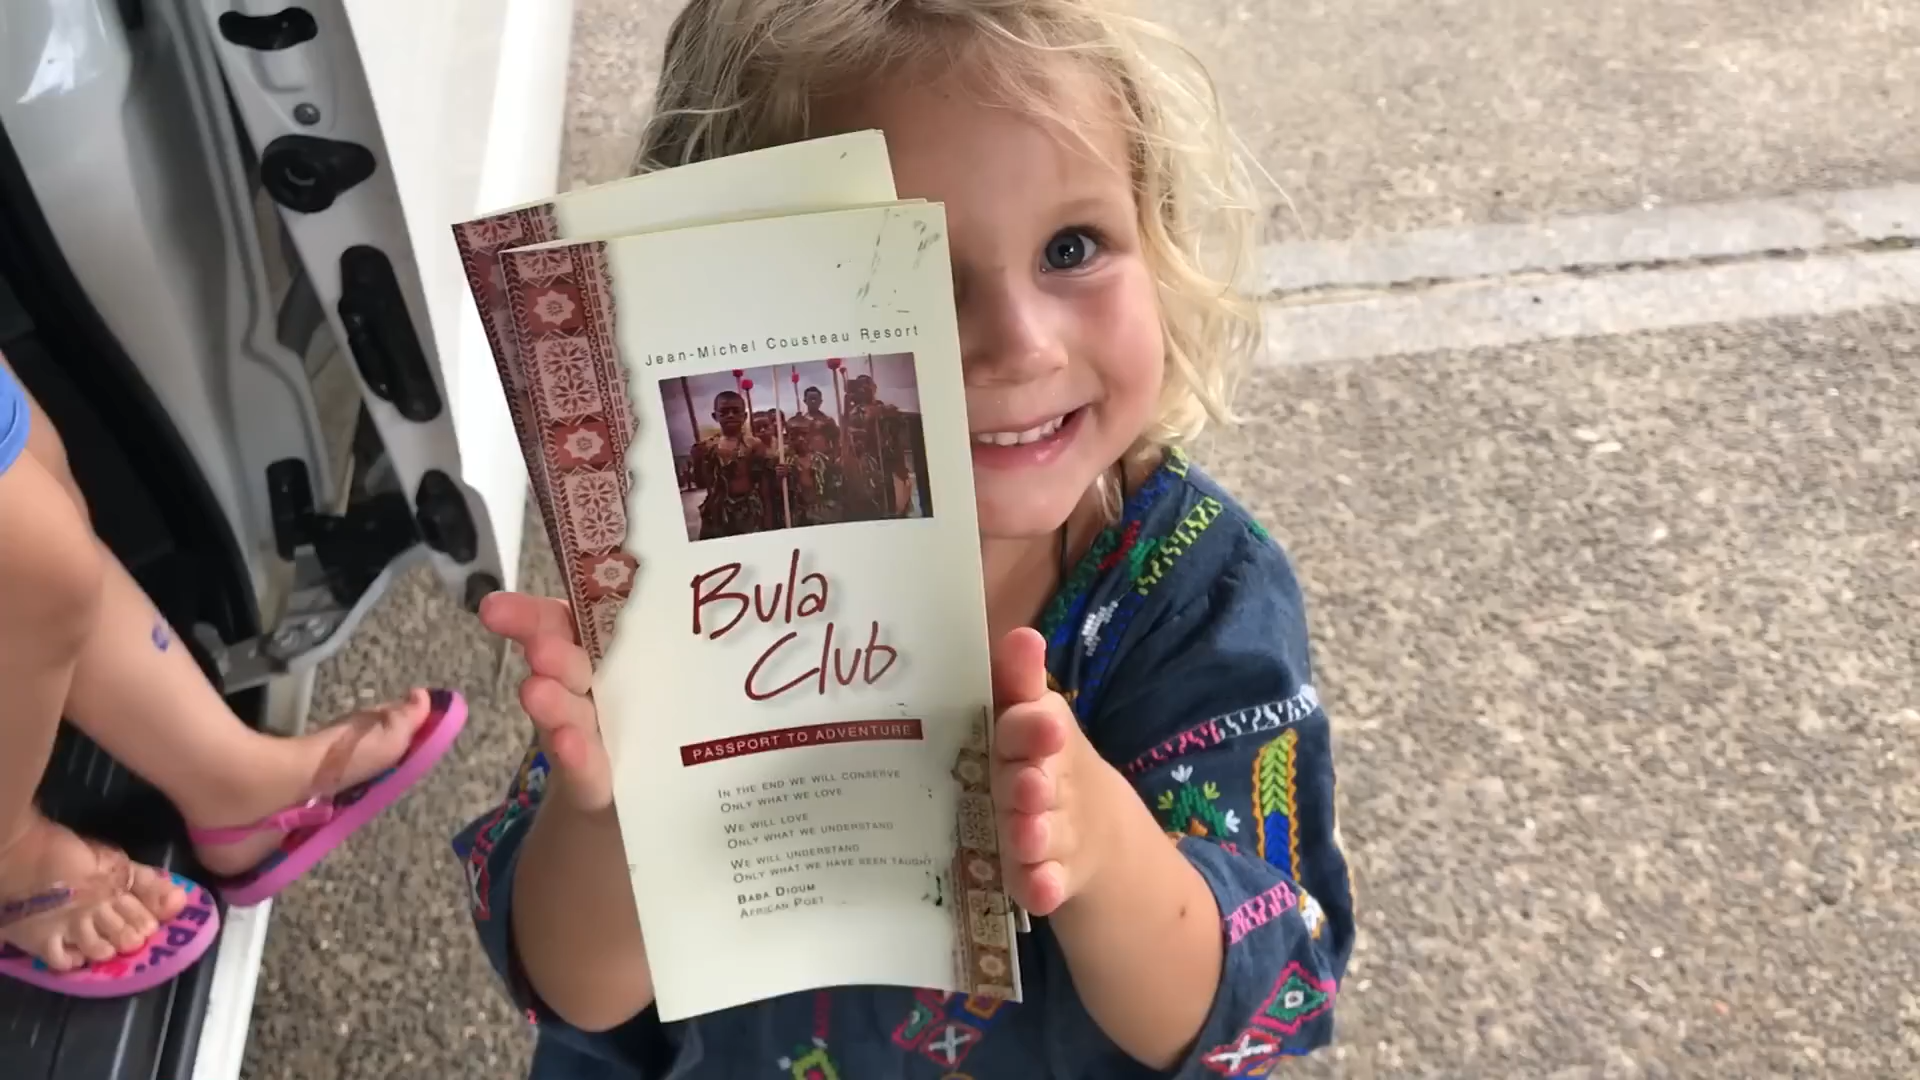 Jean-Michel Cousteau Resort
Bula
Club
PASSPORT TO ADVENTURE
IN THE END WE WILL CONSERVE
ONLY WHAT WE LOVE
WE WILL LOVE
ONLY WHAT WE UNDERSTAND
WE WILL UNDERSTAND
ONLY WHAT WE HAVE BEEN TAUGHT
BABA DIOUM
AFRICAN POET